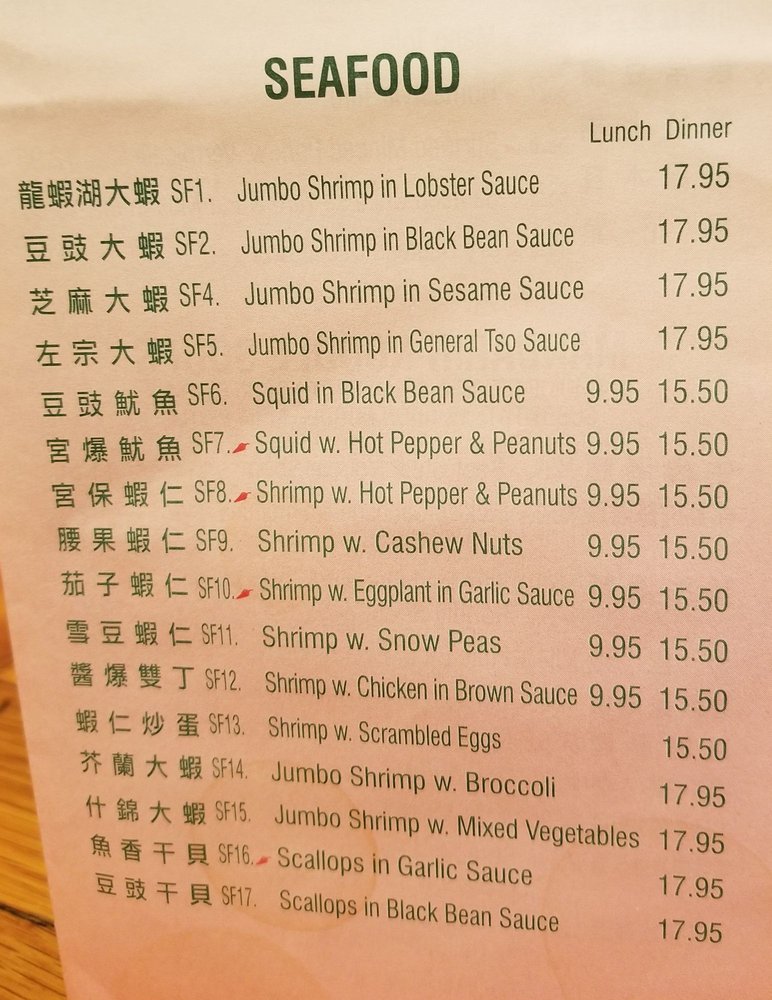 SEAFOOD
Lunch Dinner
龍蝦湖大蝦 SF1. Jumbo Shrimp in Lobster Sauce 17.95
豆豉大蝦 SF2. Jumbo Shrimp in Black Bean Sauce 17.95
芝麻大蝦 SF4. Jumbo Shrimp in Sesame Sauce 17.95
左宗大蝦 SF5. Jumbo Shrimp in General Tso Sauce 17.95
豆豉魷魚 SF6. Squid in Black Bean Sauce 9.95 15.50
宮爆魷魚 SF7. Squid w. Hot Pepper & Peanuts 9.95 15.50
宮保蝦仁 SF8. Shrimp w. Hot Pepper & Peanuts 9.95 15.50
腰果蝦仁 SF9. Shrimp w. Cashew Nuts 9.95 15.50
茄子蝦仁 SF10. Shrimp w. Eggplant in Garlic Sauce 9.95 15.50
雪豆蝦仁 SF11. Shrimp w. Snow Peas 9.95 15.50
醬爆雙丁 SF12. Shrimp w. Chicken in Brown Sauce 9.95 15.50
蝦仁炒蛋 SF13. Shrimp w. Scrambled Eggs 15.50
芥蘭大蝦 SF14. Jumbo Shrimp w. Broccoli 17.95
什錦大蝦 SF15. Jumbo Shrimp w. Mixed Vegetables 17.95
魚香干貝 SF16. Scallops in Garlic Sauce 17.95
豆豉干貝 SF17. Scallops in Black Bean Sauce 17.95